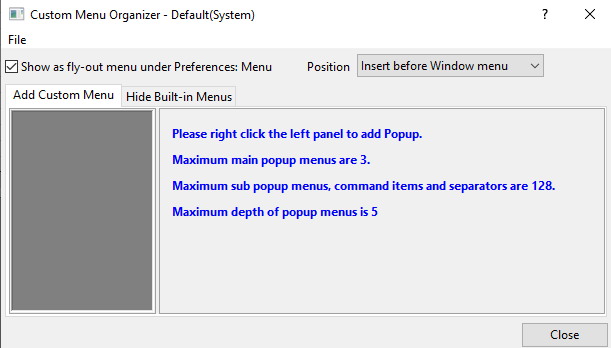 Custom Menu Organizer - Default(System)
File
Show as fly-out menu under Preferences: Menu
Position
Insert before Window menu
Add Custom Menu
Hide Built-in Menus
Please right click the left panel to add Popup.
Maximum main popup menus are 3.
Maximum sub popup menus, command items and separators are 128.
Maximum depth of popup menus is 5
Close